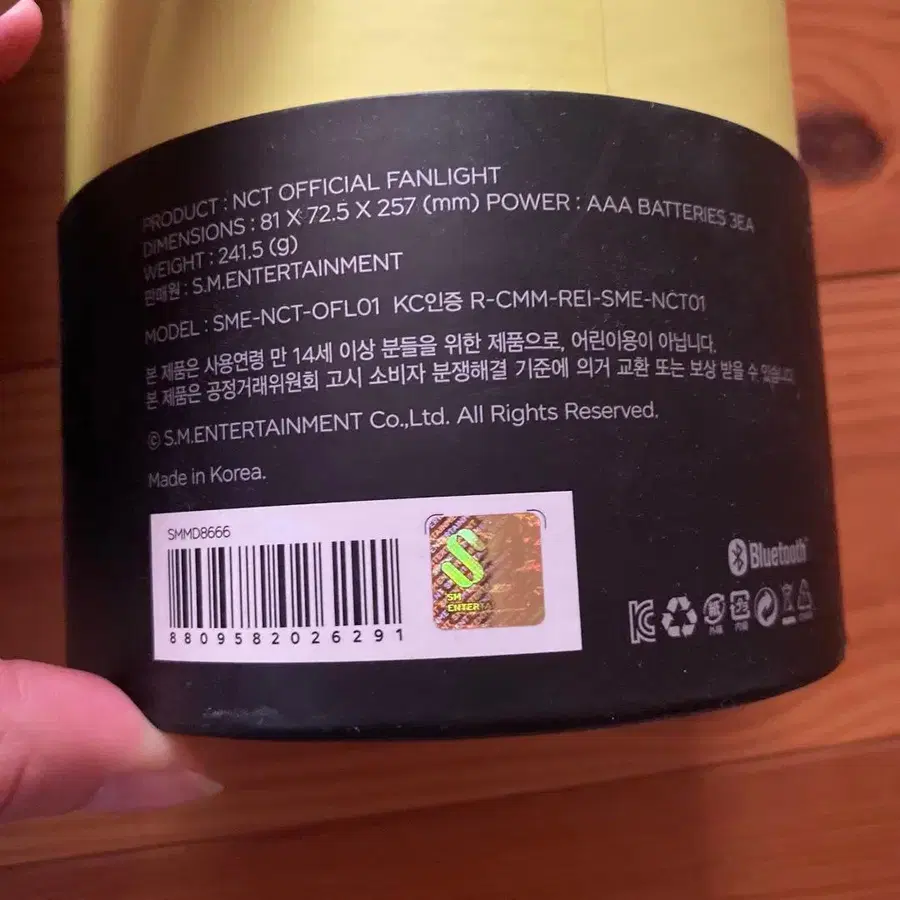 PRODUCT : NCT OFFICIAL FANLIGHT
DIMENSIONS : 81 X 72.5 X 257 (mm) POWER : AAA BATTERIES 3EA
WEIGHT : 241.5 (g)
판매원 : S.M.ENTERTAINMENT
MODEL : SME-NCT-OFL01 KC인증 R-CMM-REI-SME-NCT01
본 제품은 사용연령 만 14세 이상 분들을 위한 제품으로, 어린이용이 아닙니다.
본 제품은 공정거래위원회 고시 소비자 분쟁해결 기준에 의거 교환 또는 보상 받을 수 있습니다.
© S.M.ENTERTAINMENT Co.,Ltd. All Rights Reserved.
Made in Korea.
SMMD8666
8809582026291
SM
ENTERTA
Bluetooth